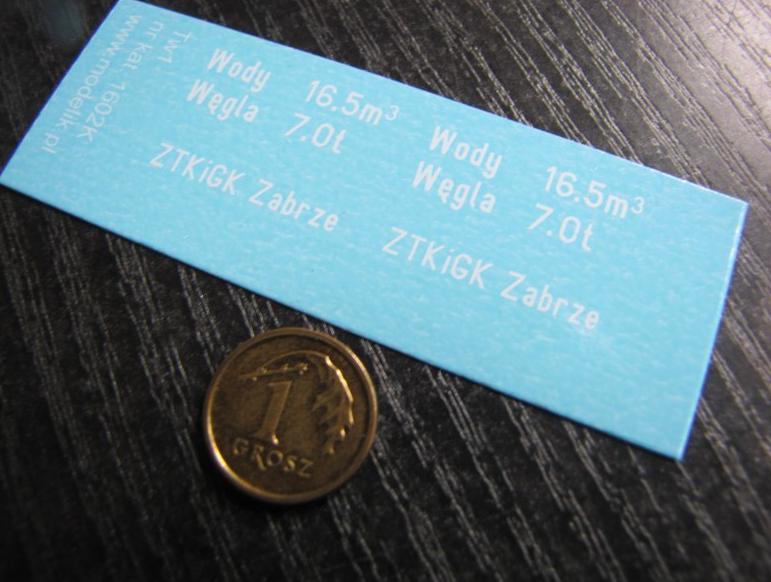 Tw1
nr kat. 1602K
www.modelik.pl
Wody 16.5m³
Węgla 7.0t
ZTKiGK Zabrze
Wody 16.5m³
Węgla 7.0t
ZTKiGK Zabrze
1
GROSZ